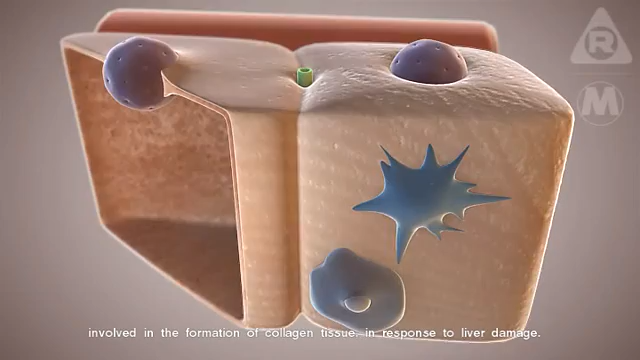 R
M
involved in the formation of collagen tissue. in response to liver damage.